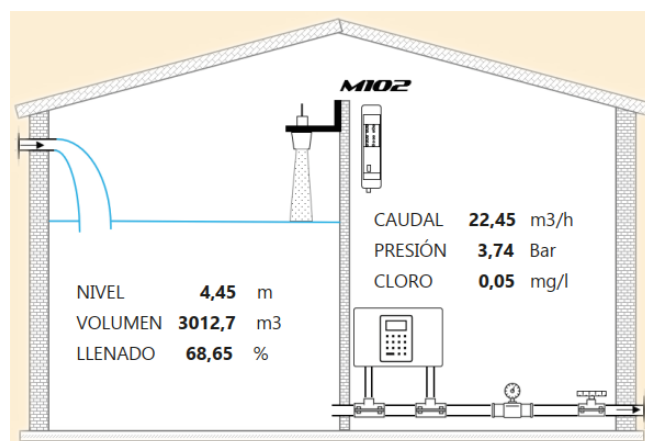 M102
CAUDAL 22,45 m3/h
PRESIÓN 3,74 Bar
CLORO 0,05 mg/l
NIVEL 4,45 m
VOLUMEN 3012,7 m3
LLENADO 68,65 %